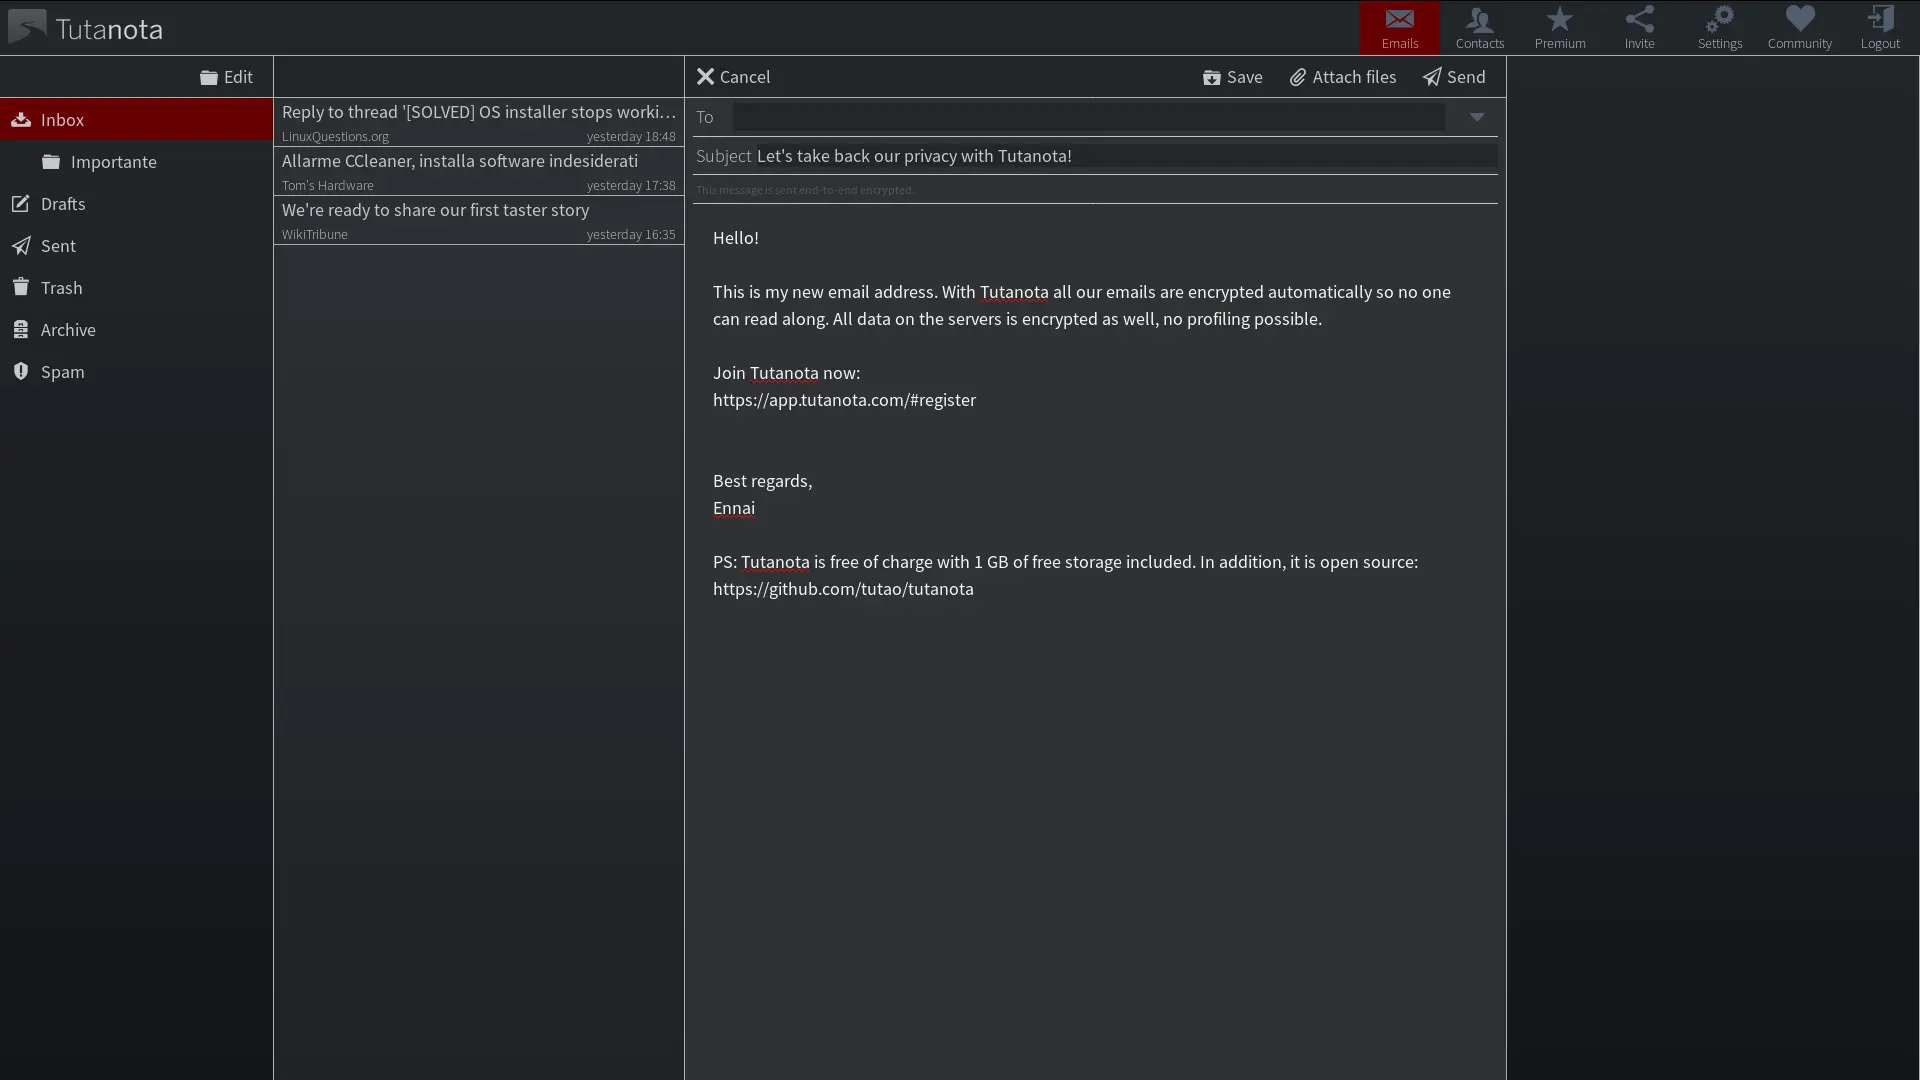 Tutanota
Emails
Contacts
Premium
Invite
Settings
Community
Logout
Edit
Inbox
Importante
Drafts
Sent
Trash
Archive
Spam
Reply to thread '[SOLVED] OS installer stops worki...
LinuxQuestions.org yesterday 18:48
Allarme CCleaner, installa software indesiderati
Tom's Hardware yesterday 17:38
We're ready to share our first taster story
WikiTribune yesterday 16:35
Cancel Save Attach files Send
To
Subject Let's take back our privacy with Tutanota!
This message is sent end-to-end encrypted.
Hello!
This is my new email address. With Tutanota all our emails are encrypted automatically so no one
can read along. All data on the servers is encrypted as well, no profiling possible.
Join Tutanota now:
https://app.tutanota.com/#register
Best regards,
Ennai
PS: Tutanota is free of charge with 1 GB of free storage included. In addition, it is open source:
https://github.com/tutao/tutanota